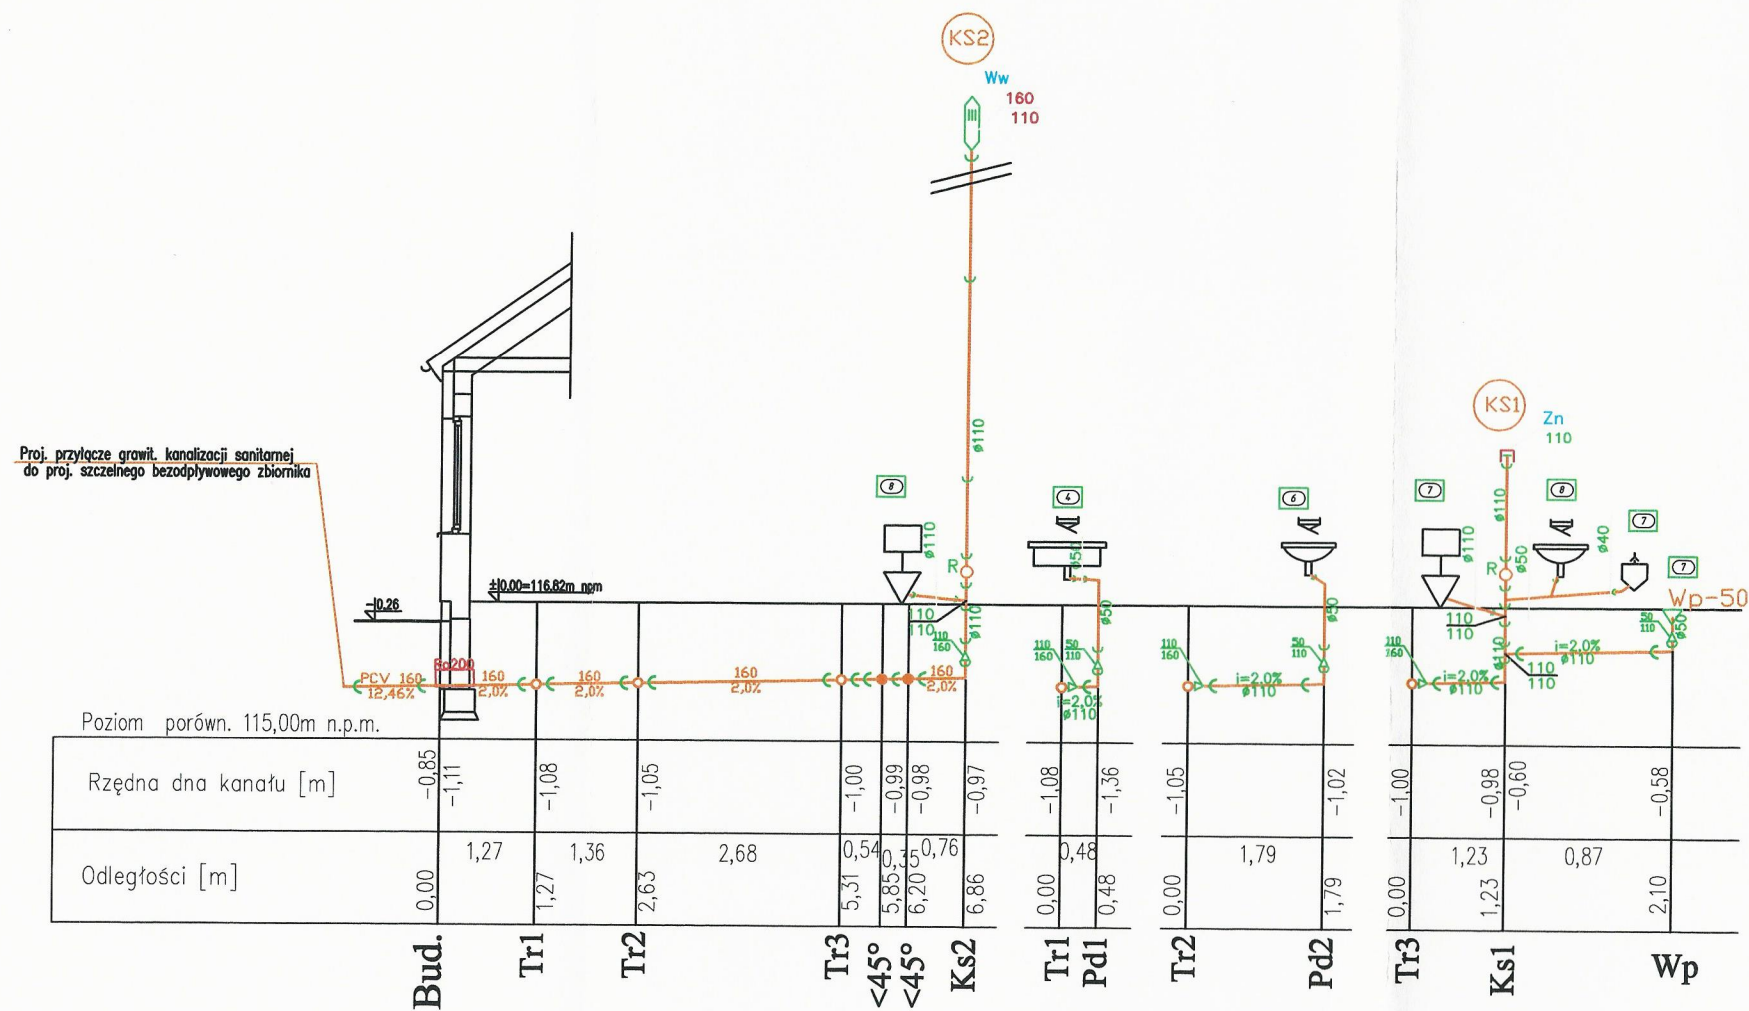 KS2
Ww
160
110
ø110
KS1
Zn
110
Proj. przyłącze grawit. kanalizacji sanitarnej
do proj. szczelnego bezodpływowego zbiornika
8
4
6
7
8
7
7
ø110
R
ø50
ø110
ø110
R
ø50
ø40
Wp-50
±0.00=116.82m npm
-0.26
110
110
ø110
110
160
ø50
ø50
110
110
ø110
50
110
ø50
110
160
50
110
110
160
50
110
110
160
i=2.0%
ø110
110
110
PCV 160
12,46%
160
2,0%
160
2,0%
160
2,0%
160
2,0%
i=2,0%
ø110
i=2.0%
ø110
i=2.0%
ø110
Poziom porówn. 115,00m n.p.m.
Rzędna dna kanału [m]
-0,85
-1,11
-1,08
-1,05
-1,00
-0,99
-0,98
-0,97
-1,08
-1,36
-1,05
-1,02
-1,00
-0,98
-0,60
-0,58
Odległości [m]
1,27
1,36
2,68
0,54
0,35
0,76
0,48
1,79
1,23
0,87
0,00
1,27
2,63
5,31
5,85
6,20
6,86
0,00
0,48
0,00
1,79
0,00
1,23
2,10
Bud.
Tr1
Tr2
Tr3
<45°
<45°
Ks2
Tr1
Pd1
Tr2
Pd2
Tr3
Ks1
Wp